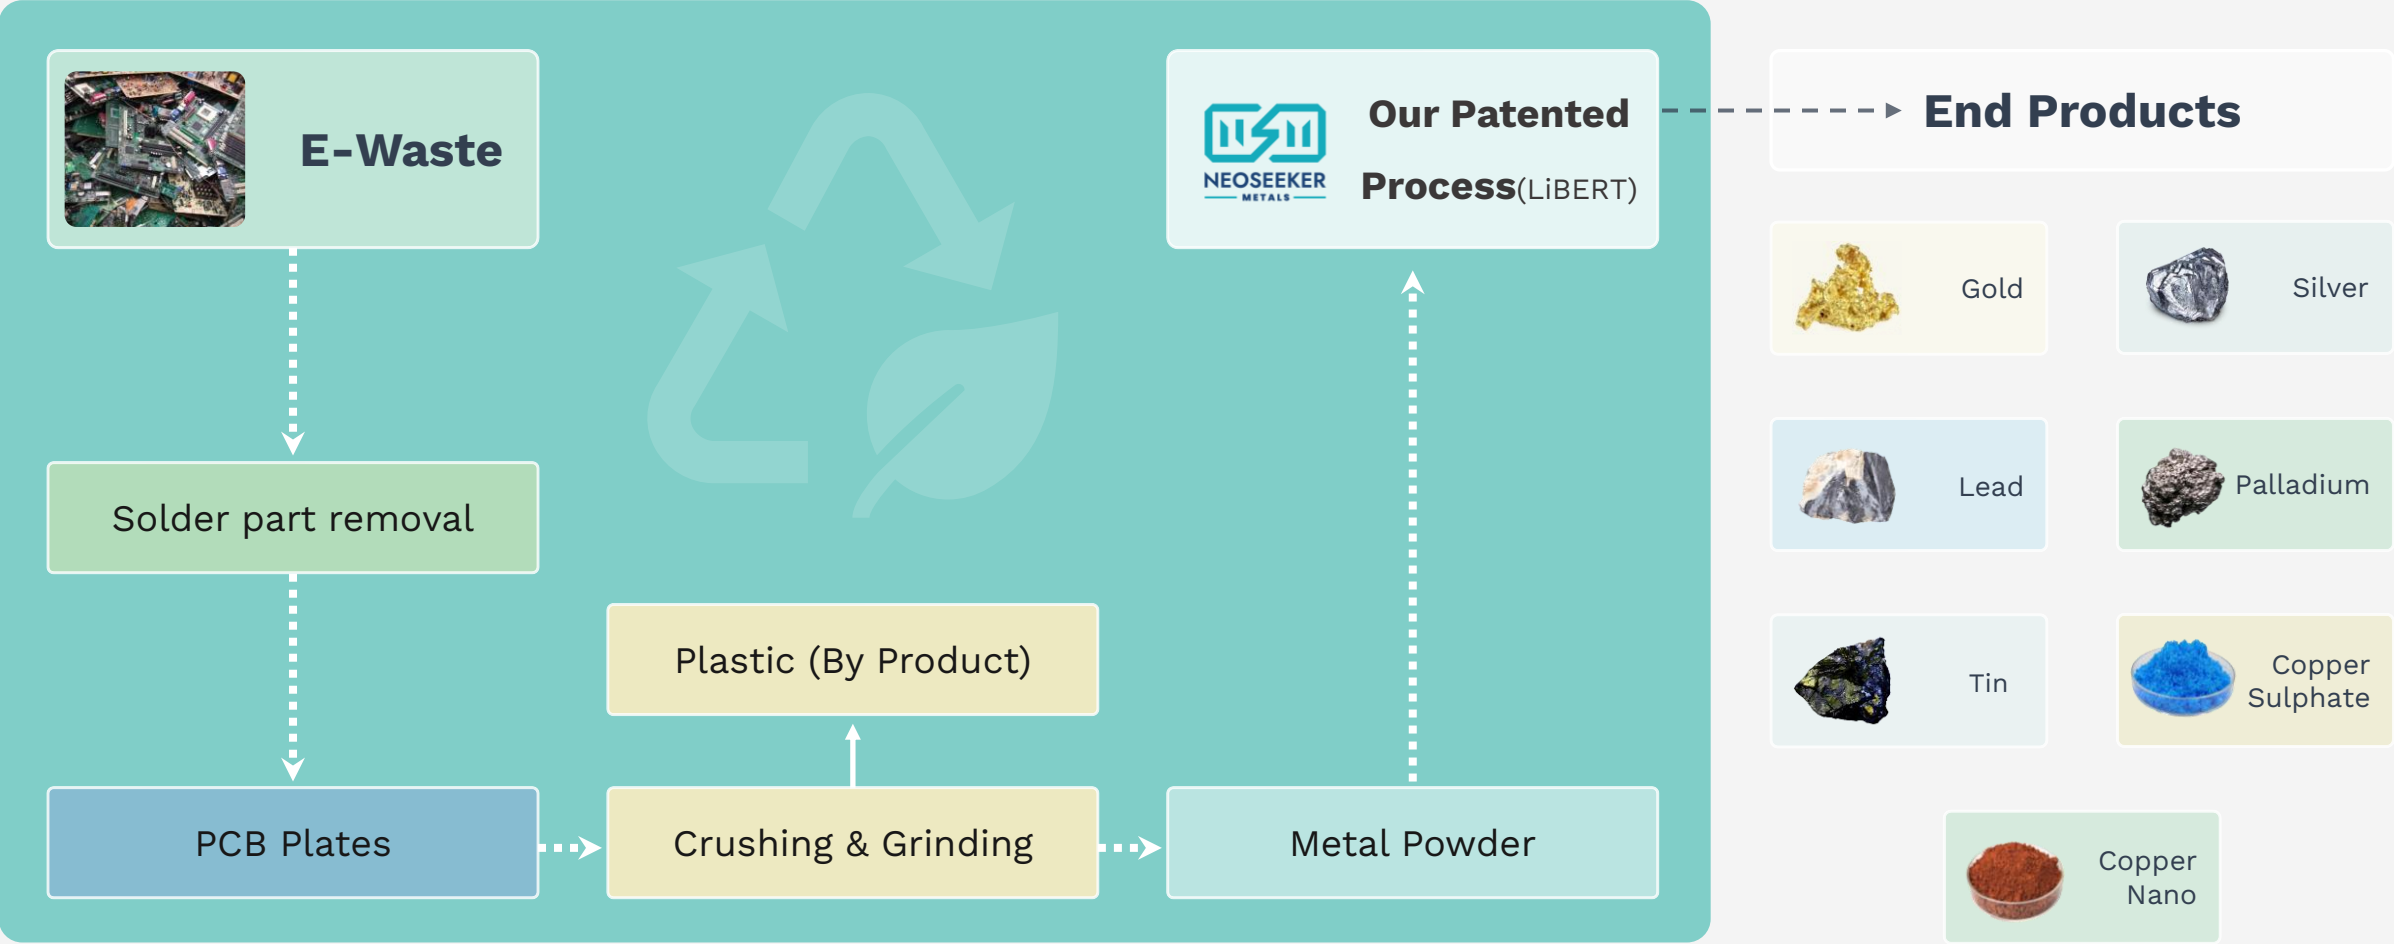 E-Waste
Solder part removal
PCB Plates
Plastic (By Product)
Crushing & Grinding
Metal Powder
NSM
NEOSEEKER
METALS
Our Patented
Process(LiBERT)
End Products
Gold
Silver
Lead
Palladium
Tin
Copper
Sulphate
Copper
Nano